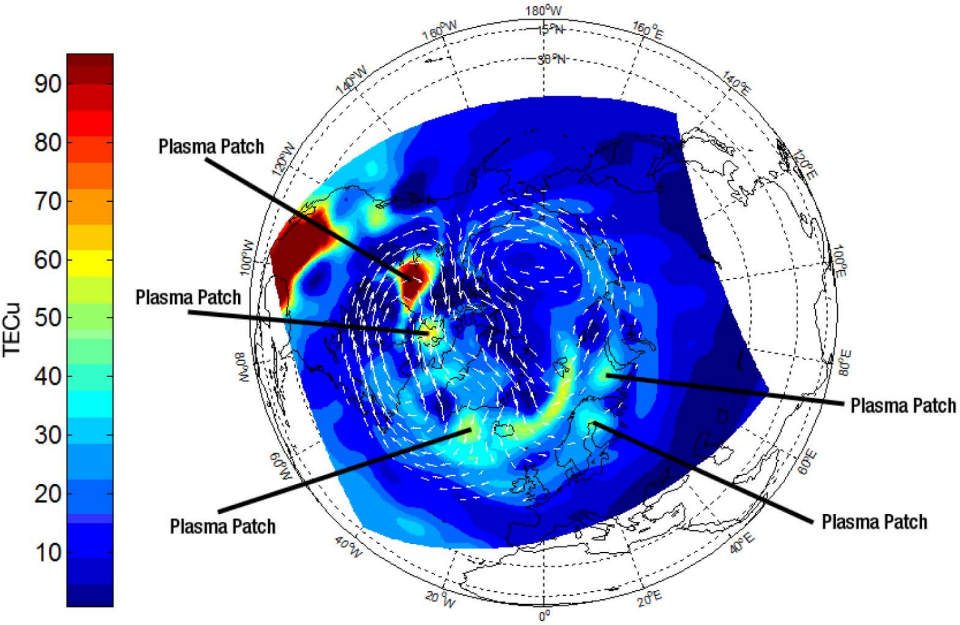 180°W
160°W
15°N
160°E
30°N
140°W
140°E
90
Plasma Patch
80
120°W
120°E
70
100°W
100°E
60
Plasma Patch
50
TECu
40
80°W
80°E
Plasma Patch
30
60°W
60°E
20
Plasma Patch
Plasma Patch
10
40°W
40°E
20°W
20°E
0°